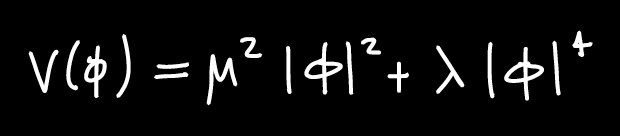 V(ϕ) = μ² |ϕ|² + λ |ϕ|⁴